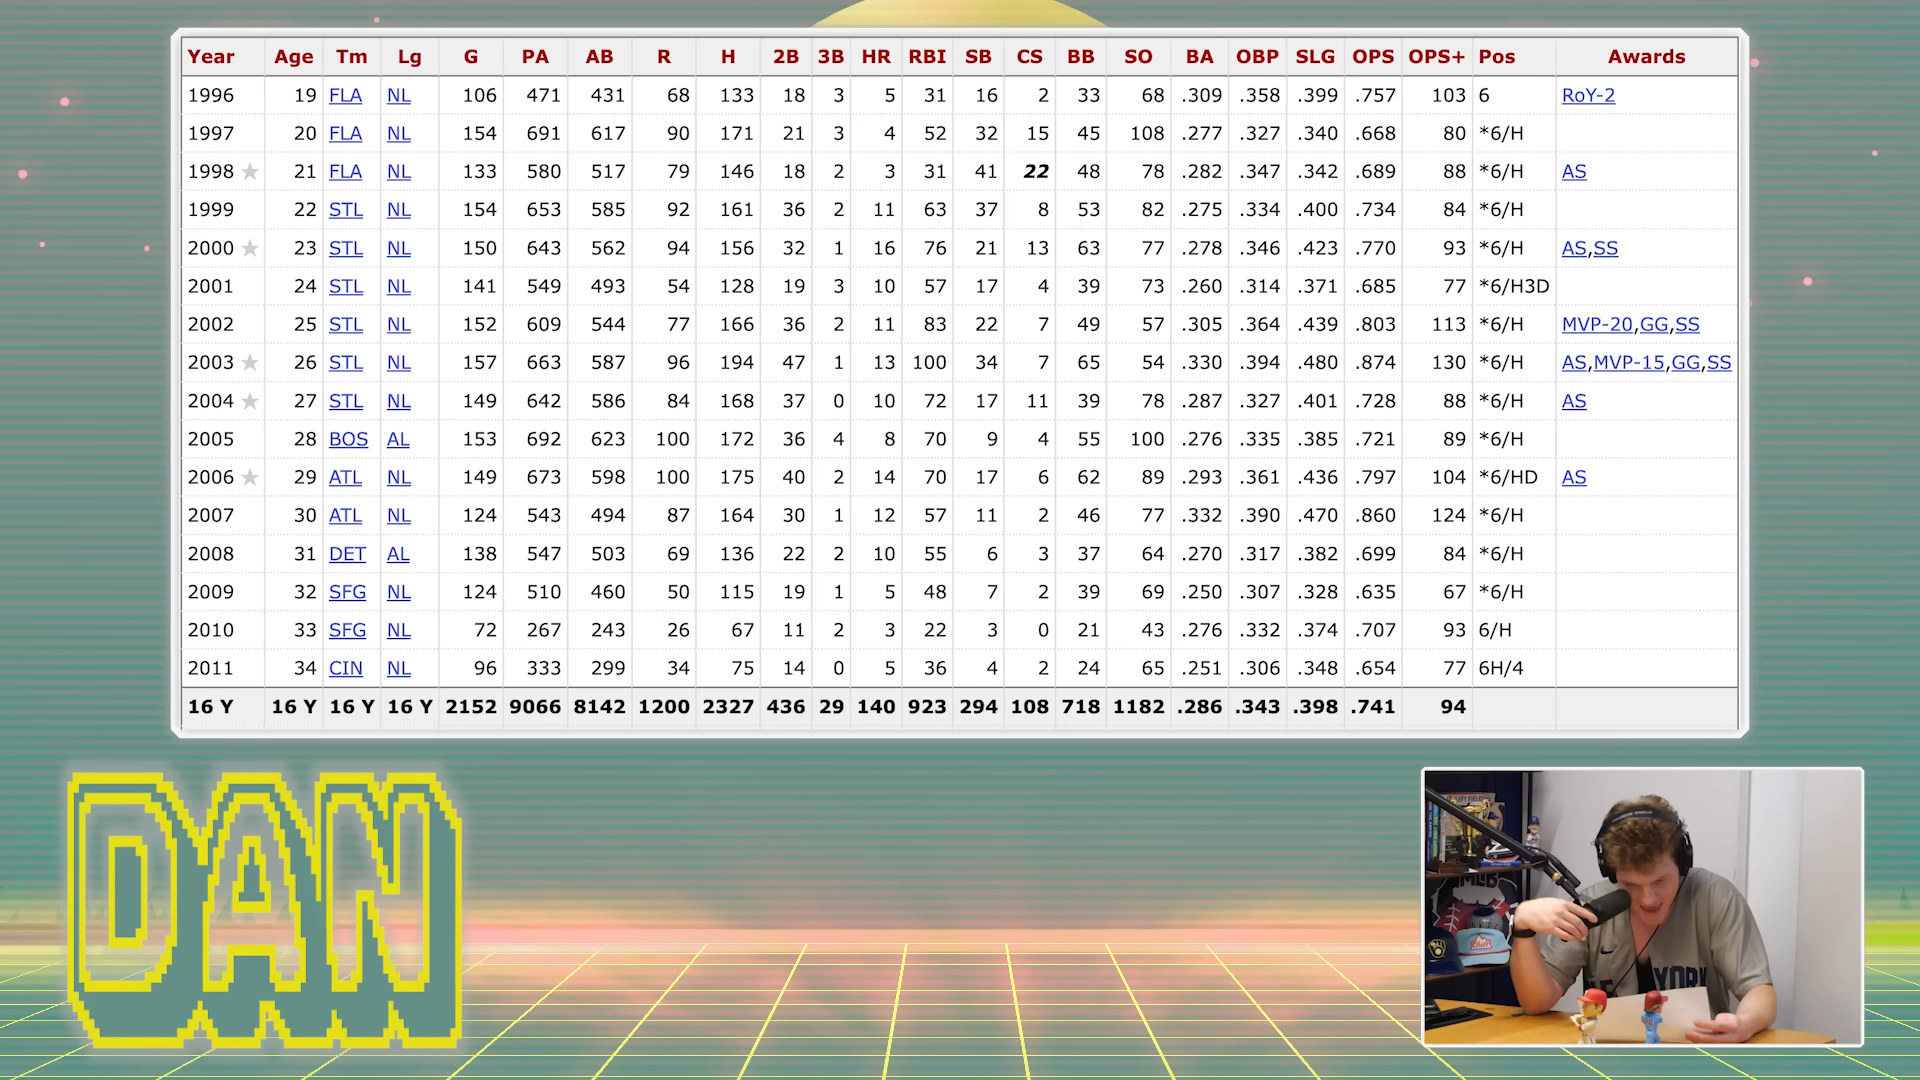 Year Age Tm Lg G PA AB R H 2B 3B HR RBI SB CS BB SO BA OBP SLG OPS OPS+ Pos Awards
1996 19 FLA NL 106 471 431 68 133 18 3 5 31 16 2 33 68 .309 .358 .399 .757 103 6 RoY-2
1997 20 FLA NL 154 691 617 90 171 21 3 4 52 32 15 45 108 .277 .327 .340 .668 80 *6/H
1998 ★ 21 FLA NL 133 580 517 79 146 18 2 3 31 41 22 48 78 .282 .347 .342 .689 88 *6/H AS
1999 22 STL NL 154 653 585 92 161 36 2 11 63 37 8 53 82 .275 .334 .400 .734 84 *6/H
2000 ★ 23 STL NL 150 643 562 94 156 32 1 16 76 21 13 63 77 .278 .346 .423 .770 93 *6/H AS,SS
2001 24 STL NL 141 549 493 54 128 19 3 10 57 17 4 39 73 .260 .314 .371 .685 77 *6/H3D
2002 25 STL NL 152 609 544 77 166 36 2 11 83 22 7 49 57 .305 .364 .439 .803 113 *6/H MVP-20,GG,SS
2003 ★ 26 STL NL 157 663 587 96 194 47 1 13 100 34 7 65 54 .330 .394 .480 .874 130 *6/H AS,MVP-15,GG,SS
2004 ★ 27 STL NL 149 642 586 84 168 37 0 10 72 17 11 39 78 .287 .327 .401 .728 88 *6/H AS
2005 28 BOS AL 153 692 623 100 172 36 4 8 70 9 4 55 100 .276 .335 .385 .721 89 *6/H
2006 ★ 29 ATL NL 149 673 598 100 175 40 2 14 70 17 6 62 89 .293 .361 .436 .797 104 *6/HD AS
2007 30 ATL NL 124 543 494 87 164 30 1 12 57 11 2 46 77 .332 .390 .470 .860 124 *6/H
2008 31 DET AL 138 547 503 69 136 22 2 10 55 6 3 37 64 .270 .317 .382 .699 84 *6/H
2009 32 SFG NL 124 510 460 50 115 19 1 5 48 7 2 39 69 .250 .307 .328 .635 67 *6/H
2010 33 SFG NL 72 267 243 26 67 11 2 3 22 3 0 21 43 .276 .332 .374 .707 93 6/H
2011 34 CIN NL 96 333 299 34 75 14 0 5 36 4 2 24 65 .251 .306 .348 .654 77 6H/4
16 Y 16 Y 16 Y 16 Y 2152 9066 8142 1200 2327 436 29 140 923 294 108 718 1182 .286 .343 .398 .741 94
DAN
MLB
YORK